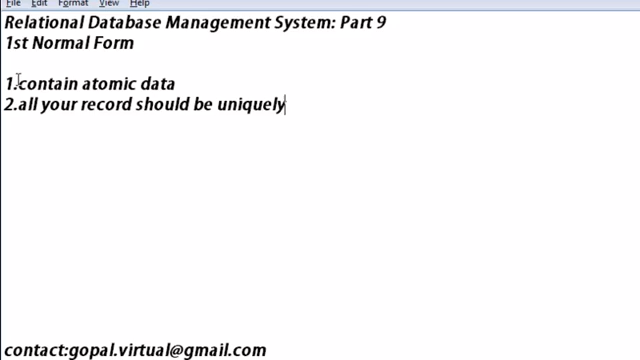 File Edit Format View Help
Relational Database Management System: Part 9
1st Normal Form
1.contain atomic data
2.all your record should be uniquely
contact:gopal.virtual@gmail.com